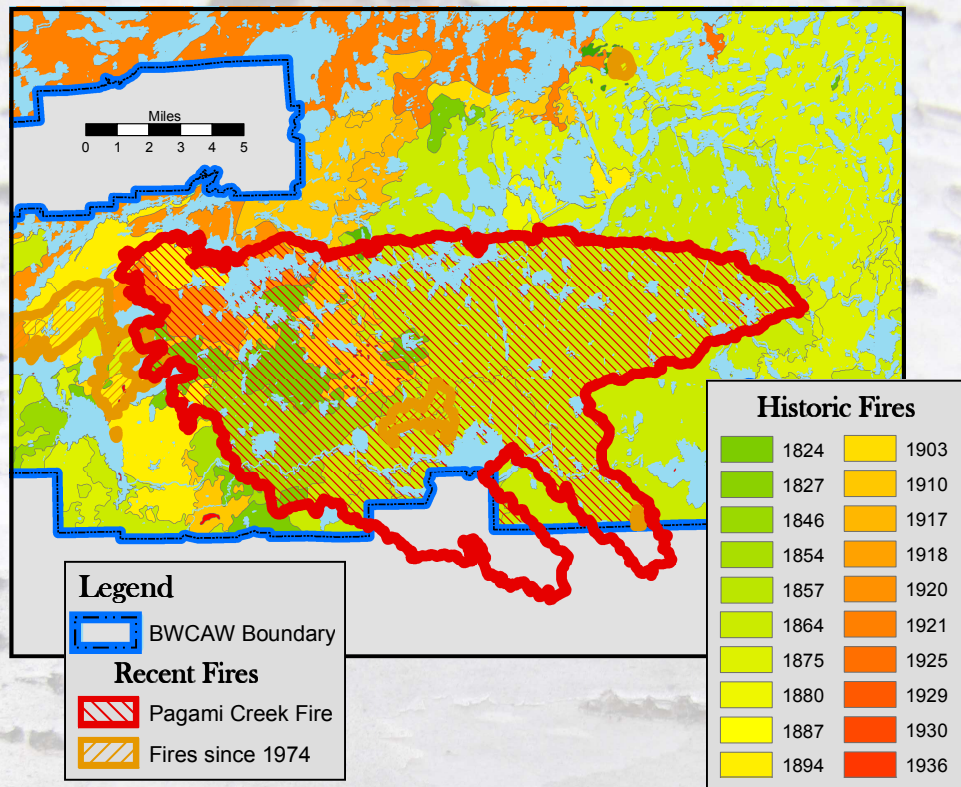 Miles
0 1 2 3 4 5
Historic Fires
1824 1903
1827 1910
1846 1917
1854 1918
1857 1920
1864 1921
1875 1925
1880 1929
1887 1930
1894 1936
Legend
BWCAW Boundary
Recent Fires
Pagami Creek Fire
Fires since 1974